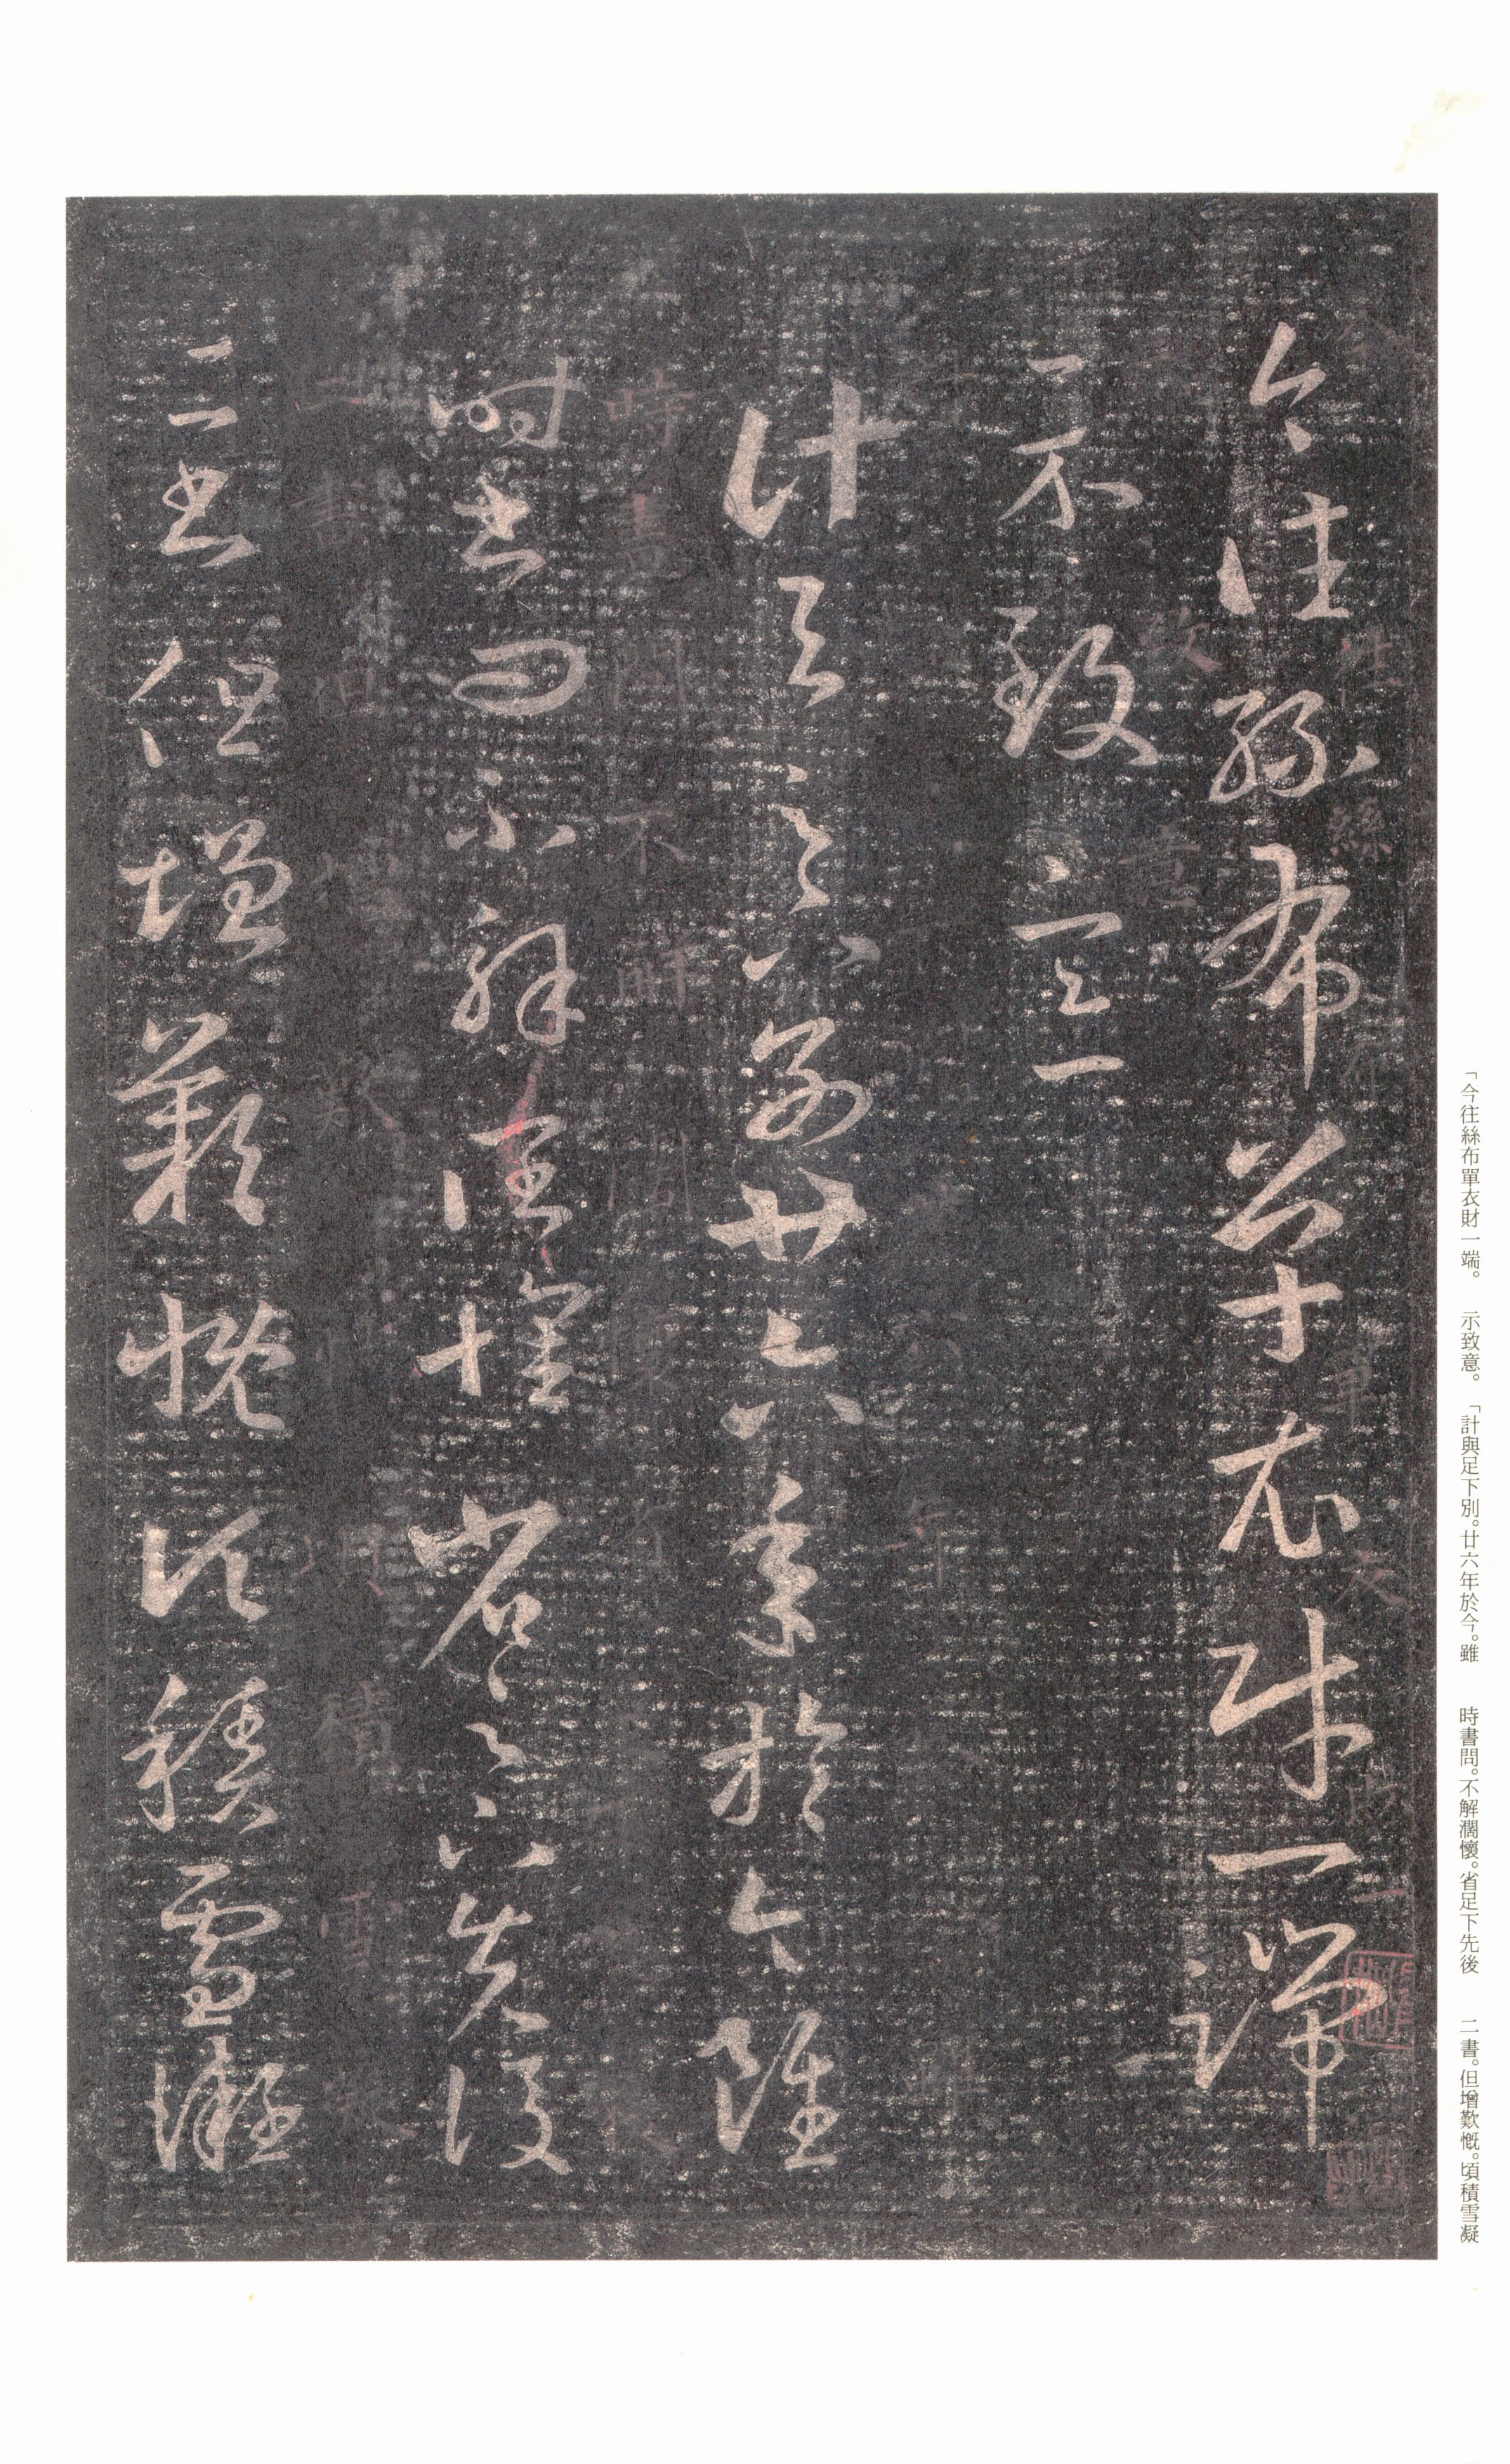 今往絲布單衣財一端
示致意
計與足下別廿六年於今雖
時書問不解闊懷省足下先後
二書但增歎慨頃積雪凝
「今往絲布單衣財一端。　示致意。「計與足下別。廿六年於今。雖　時書問。不解濶懷。省足下先後　二書。但增歎慨。頃積雪凝